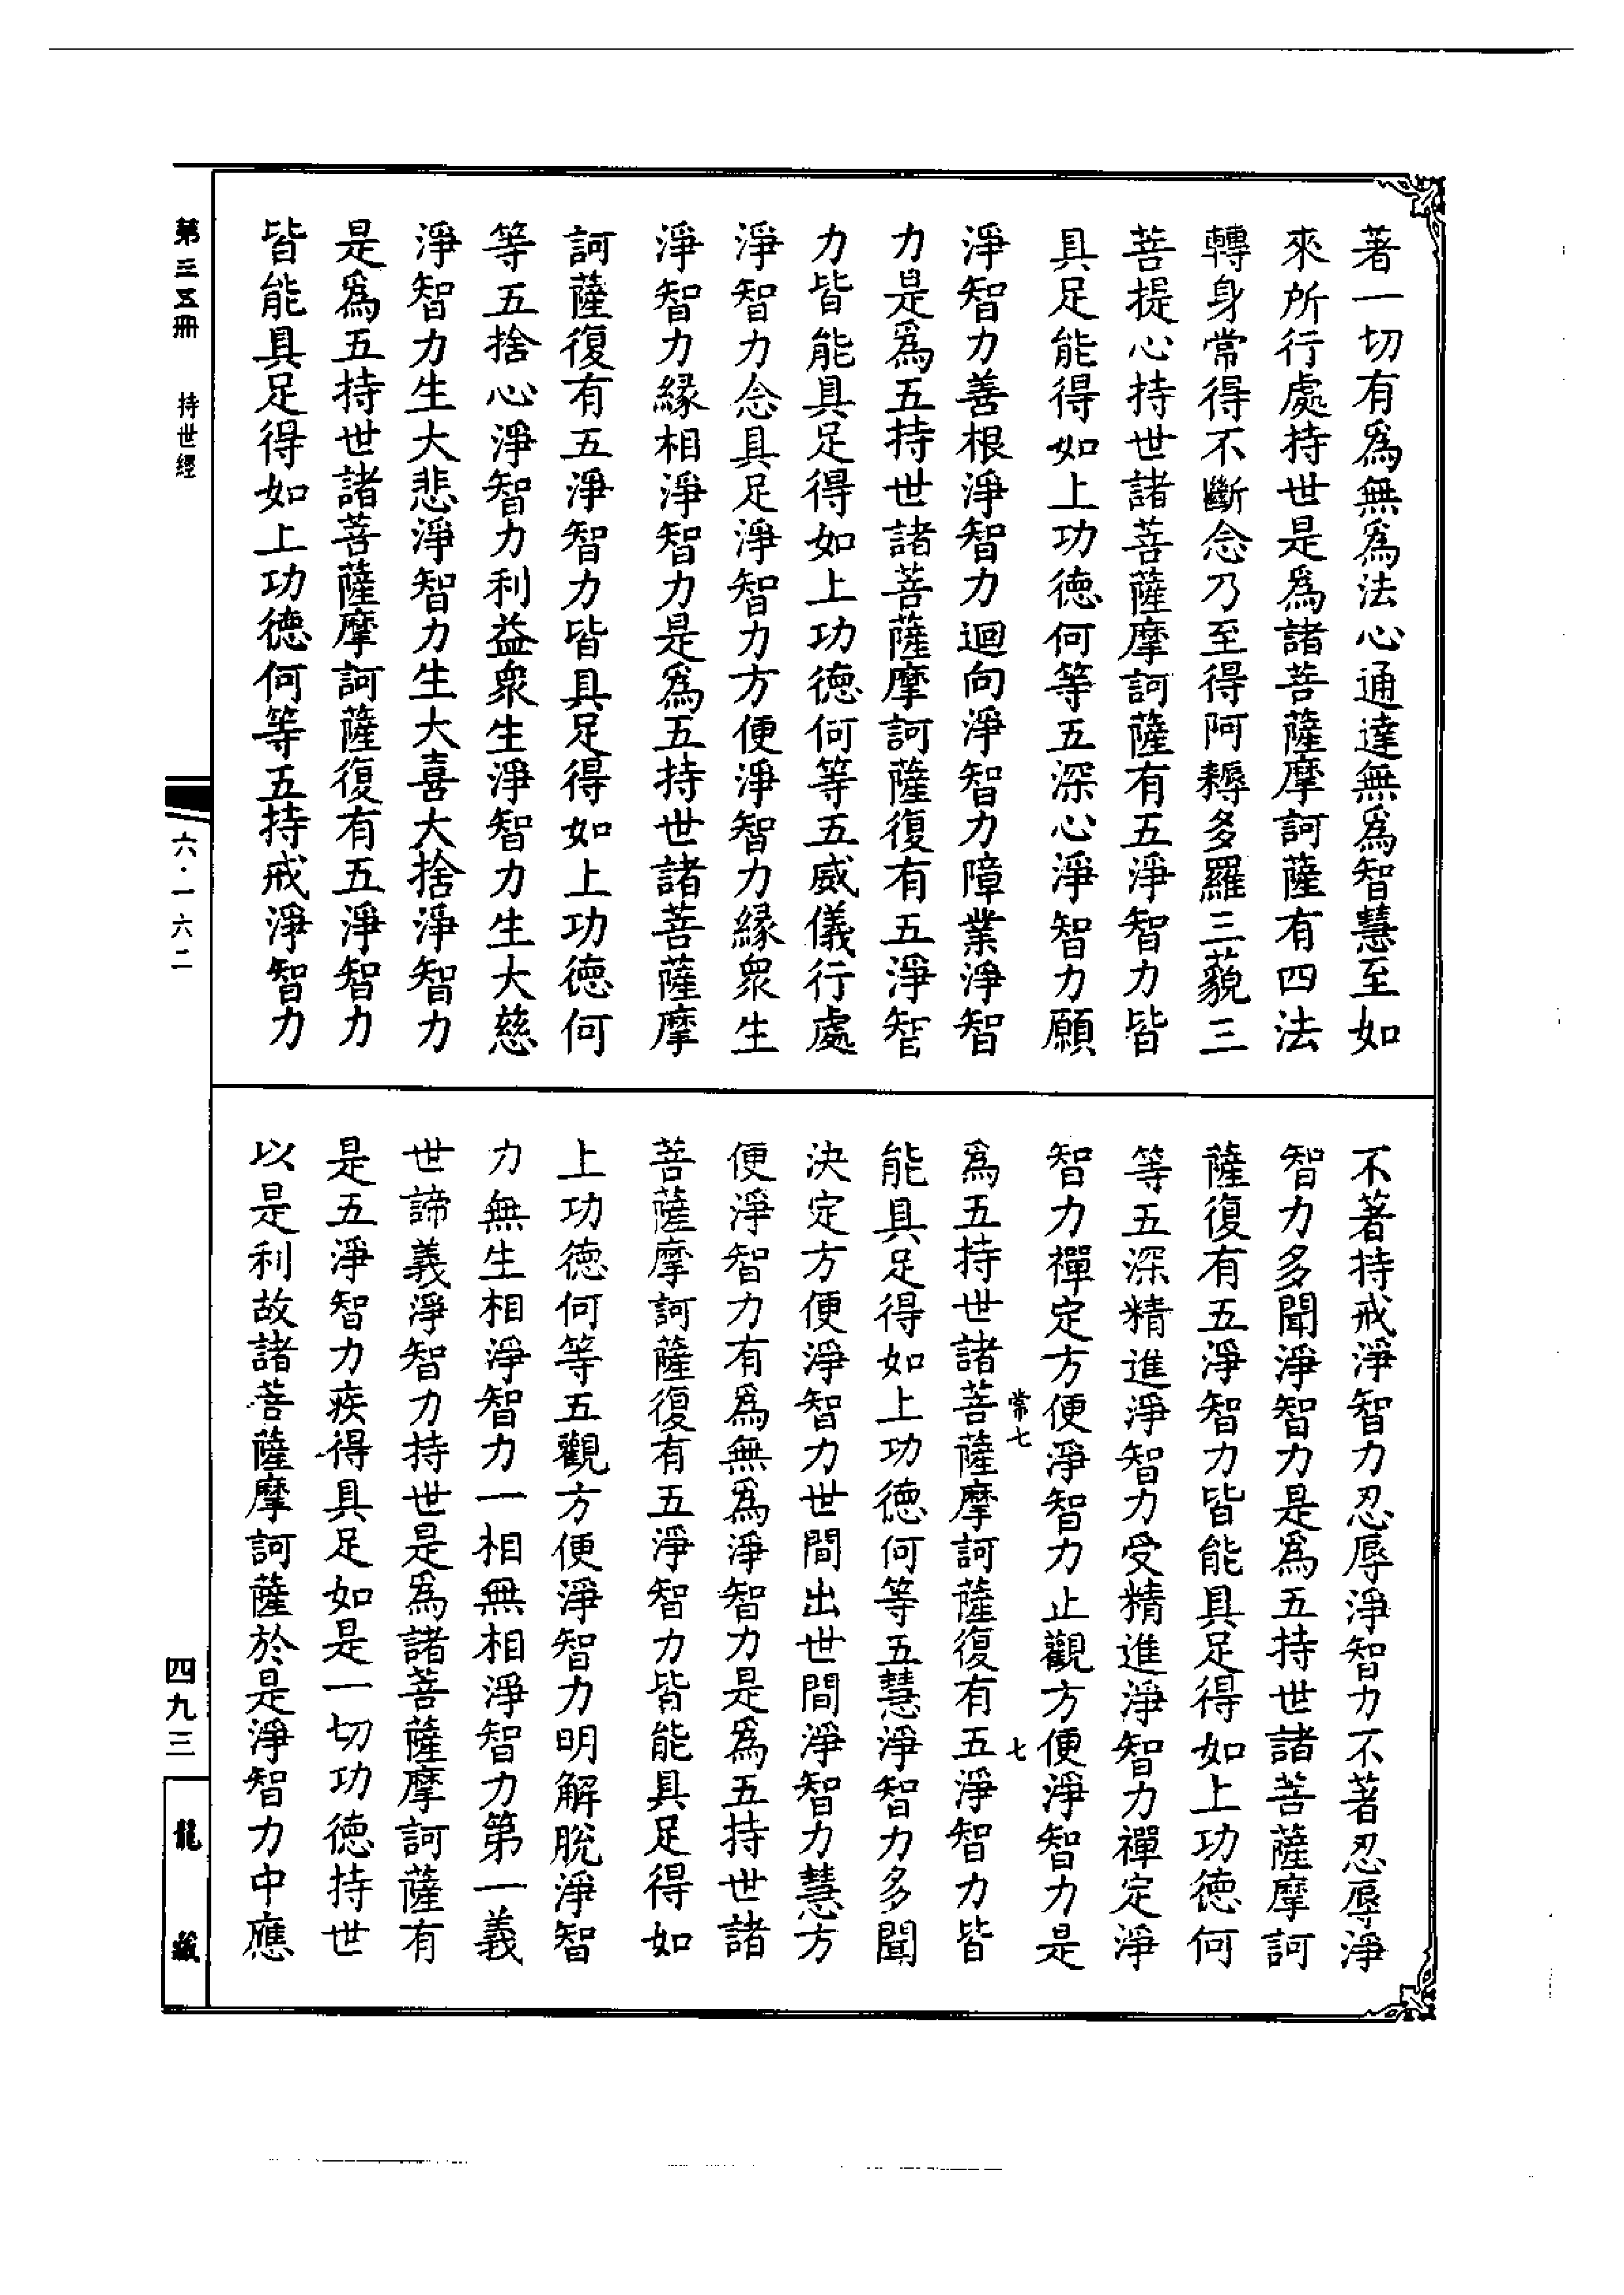 著一切有爲無爲法心通達無爲智慧至如
來所行處持世是爲諸菩薩摩訶薩有四法
轉身常得不斷念乃至得阿耨多羅三藐三
菩提心持世諸菩薩摩訶薩有五淨智力皆
具足能得如上功德何等五深心淨智力願
淨智力善根淨智力迴向淨智力障業淨智
力是爲五持世諸菩薩摩訶薩復有五淨智
力皆能具足得如上功德何等五威儀行處
淨智力念具足淨智力方便淨智力緣衆生
淨智力緣相淨智力是爲五持世諸菩薩摩
訶薩復有五淨智力皆具足得如上功德何
等五捨心淨智力利益衆生淨智力生大慈
淨智力生大悲淨智力生大喜大捨淨智力
是爲五持世諸菩薩摩訶薩復有五淨智力
皆能具足得如上功德何等五持戒淨智力
不著持戒淨智力忍辱淨智力不著忍辱淨
智力多聞淨智力是爲五持世諸菩薩摩訶
薩復有五淨智力皆能具足得如上功德何
等五深精進淨智力受精進淨智力禪定淨
智力禪定方便淨智力止觀方便淨智力是
常七 七
爲五持世諸菩薩摩訶薩復有五淨智力皆
能具足得如上功德何等五慧淨智力多聞
決定方便淨智力世間出世間淨智力慧方
便淨智力有爲無爲淨智力是爲五持世諸
菩薩摩訶薩復有五淨智力皆能具足得如
上功德何等五觀方便淨智力明解脫淨智
力無生相淨智力一相無相淨智力第一義
世諦義淨智力持世是爲諸菩薩摩訶薩有
是五淨智力疾得具足如是一切功德持世
以是利故諸菩薩摩訶薩於是淨智力中應
第三五冊 持世經
六·一六二
四九三
龍藏